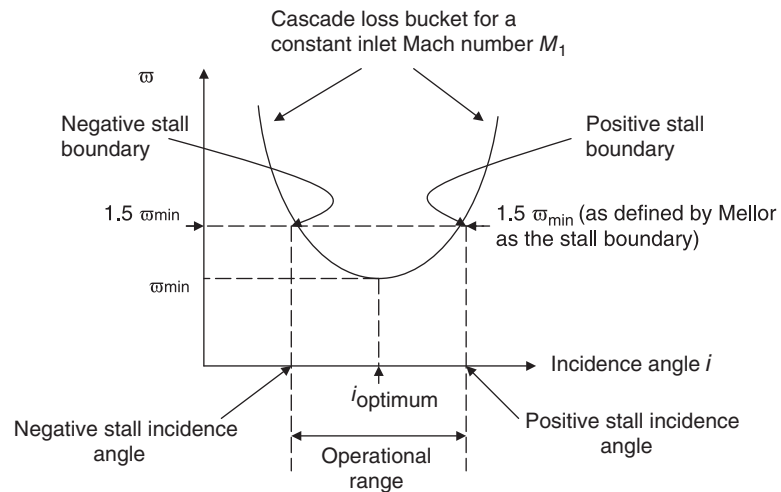 Cascade loss bucket for a
constant inlet Mach number M₁
ϖ
Negative stall
boundary
Positive stall
boundary
1.5 ϖmin
1.5 ϖmin (as defined by Mellor
as the stall boundary)
ϖmin
Incidence angle i
ioptimum
Negative stall incidence
angle
Positive stall incidence
angle
Operational
range